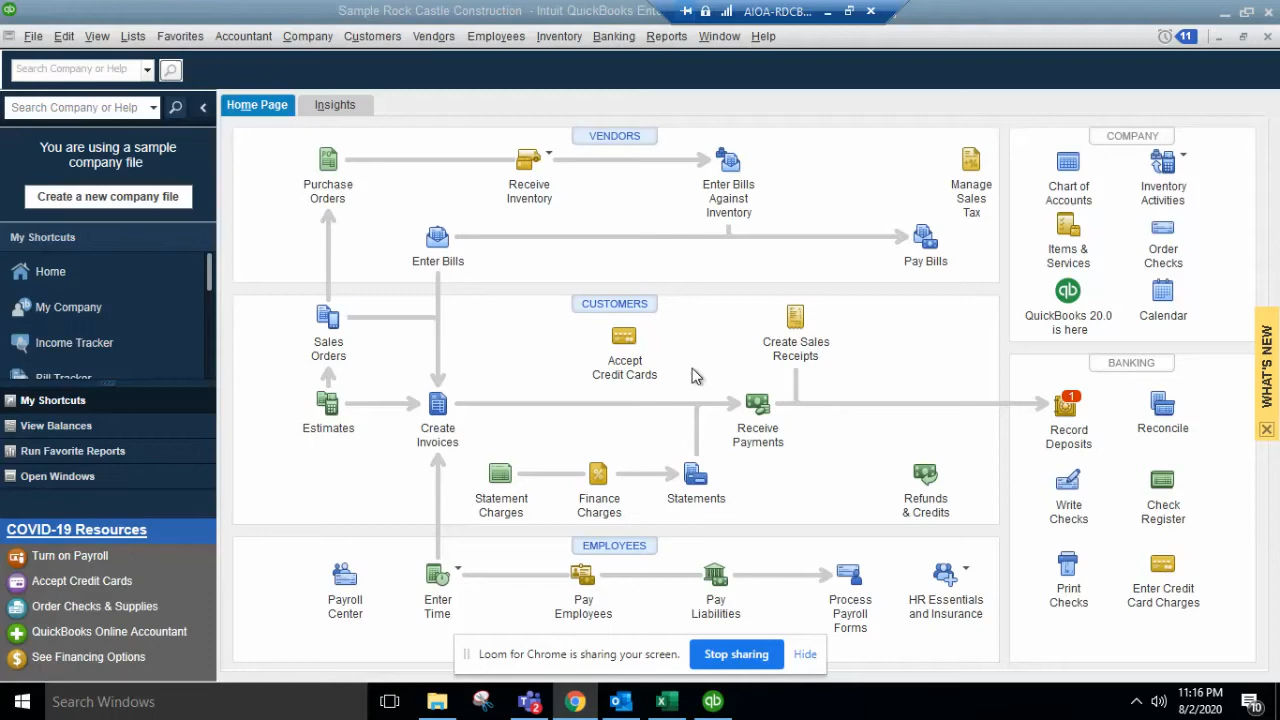 Sample Rock Castle Construction - Intuit QuickBooks Ente
AIOA-RDCB...
File Edit View Lists Favorites Accountant Company Customers Vendors Employees Inventory Banking Reports Window Help
11
Search Company or Help
Search Company or Help
You are using a sample
company file
Create a new company file
My Shortcuts
Home
My Company
Income Tracker
Bill Tracker
My Shortcuts
View Balances
Run Favorite Reports
Open Windows
COVID-19 Resources
Turn on Payroll
Accept Credit Cards
Order Checks & Supplies
QuickBooks Online Accountant
See Financing Options
Home Page
Insights
VENDORS
Purchase
Orders
Receive
Inventory
Enter Bills
Against
Inventory
Manage
Sales
Tax
Enter Bills
Pay Bills
CUSTOMERS
Sales
Orders
Accept
Credit Cards
Create Sales
Receipts
Estimates
Create
Invoices
Receive
Payments
Statement
Charges
Finance
Charges
Statements
Refunds
& Credits
EMPLOYEES
Payroll
Center
Enter
Time
Pay
Employees
Pay
Liabilities
Process
Payroll
Forms
HR Essentials
and Insurance
COMPANY
Chart of
Accounts
Inventory
Activities
Items &
Services
Order
Checks
qb
QuickBooks 20.0
is here
Calendar
BANKING
1
Record
Deposits
Reconcile
Write
Checks
Check
Register
Print
Checks
Enter Credit
Card Charges
WHAT'S NEW
Loom for Chrome is sharing your screen.
Stop sharing
Hide
Search Windows
2
qb
11:16 PM
8/2/2020
10